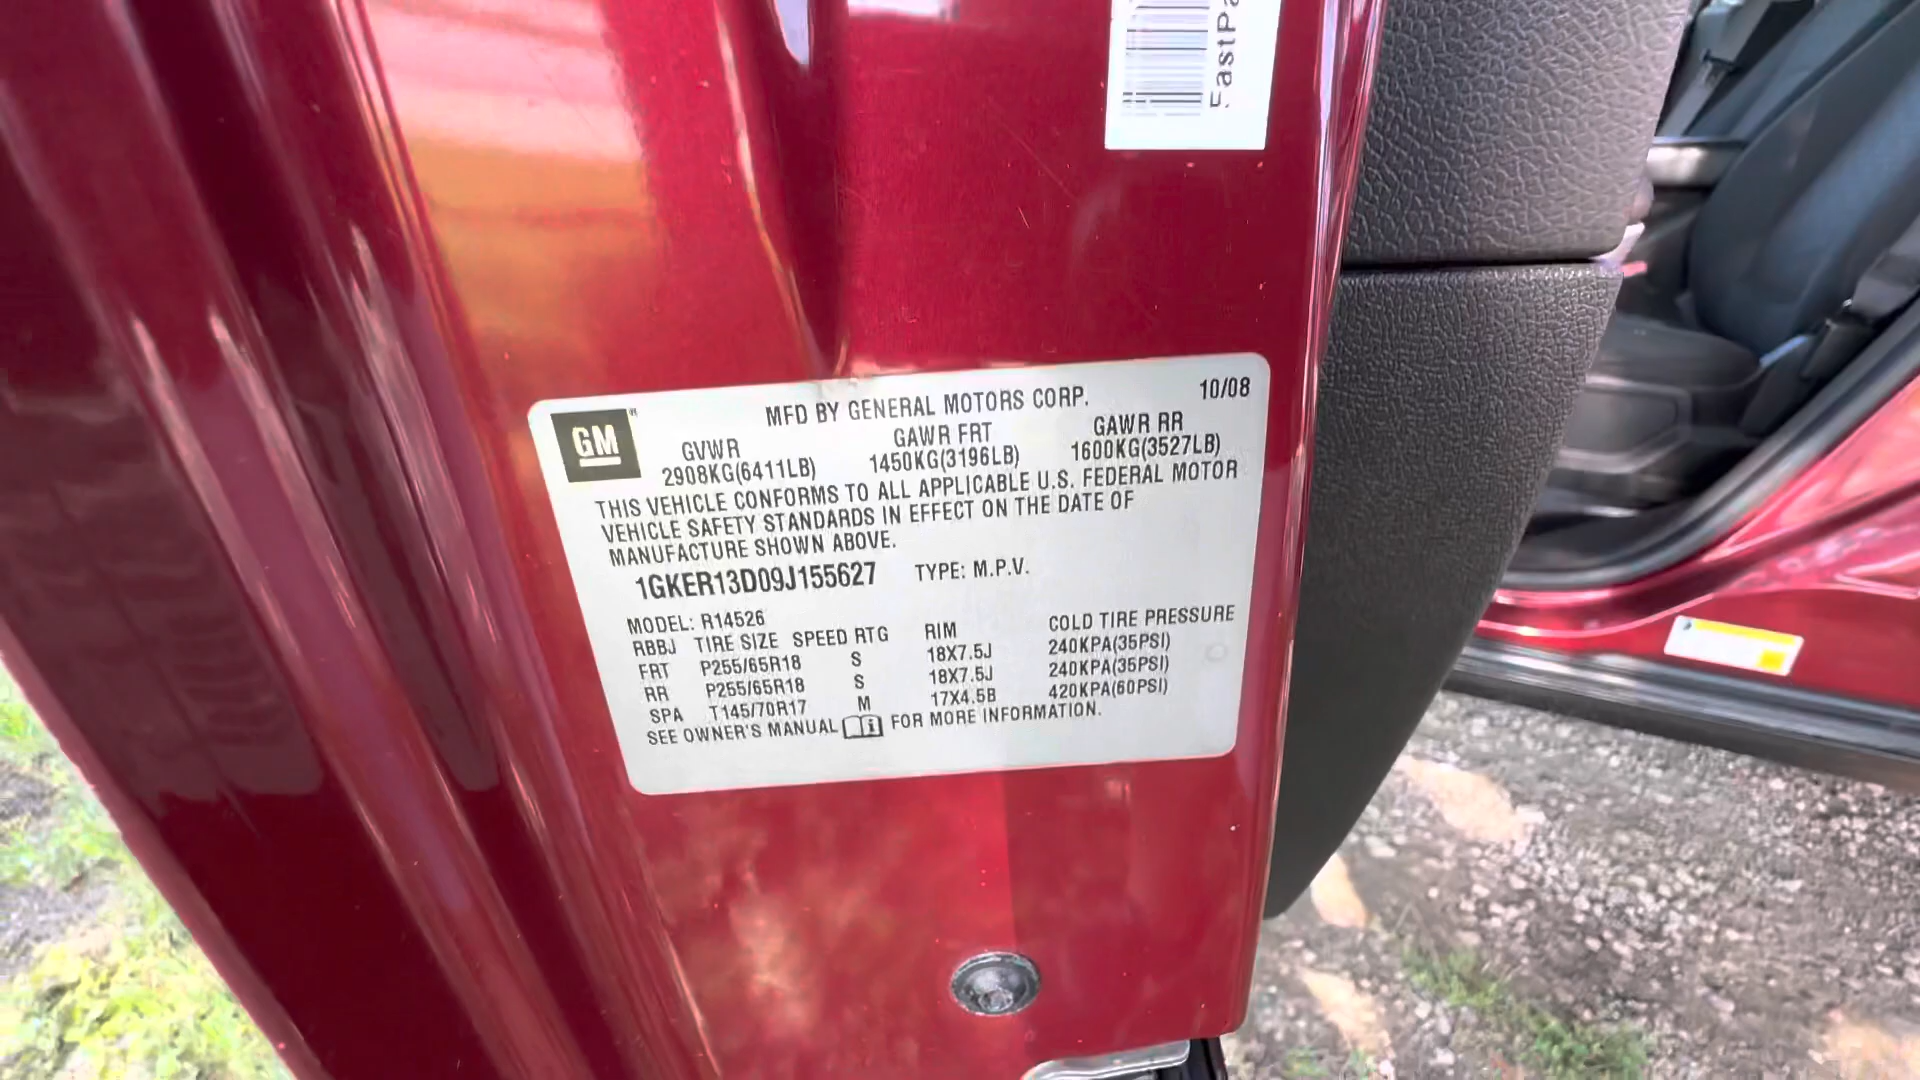 FastPa
GM
MFD BY GENERAL MOTORS CORP. 10/08
GVWR GAWR FRT GAWR RR
2908KG(6411LB) 1450KG(3196LB) 1600KG(3527LB)
THIS VEHICLE CONFORMS TO ALL APPLICABLE U.S. FEDERAL MOTOR
VEHICLE SAFETY STANDARDS IN EFFECT ON THE DATE OF
MANUFACTURE SHOWN ABOVE.
1GKER13D09J155627 TYPE: M.P.V.
MODEL: R14526
RBBJ TIRE SIZE SPEED RTG RIM COLD TIRE PRESSURE
FRT P255/65R18 S 18X7.5J 240KPA(35PSI)
RR P255/65R18 S 18X7.5J 240KPA(35PSI)
SPA T145/70R17 M 17X4.5B 420KPA(60PSI)
SEE OWNER'S MANUAL FOR MORE INFORMATION.